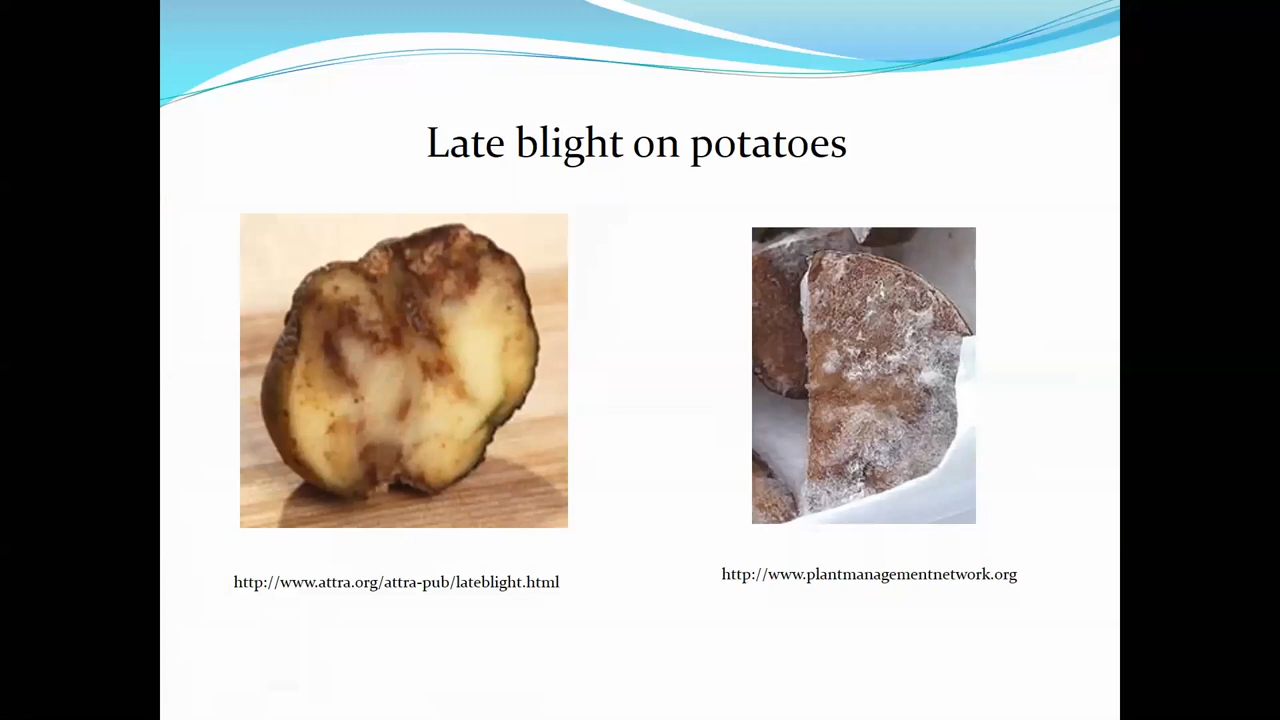 Late blight on potatoes
http://www.attra.org/attra-pub/lateblight.html
http://www.plantmanagementnetwork.org